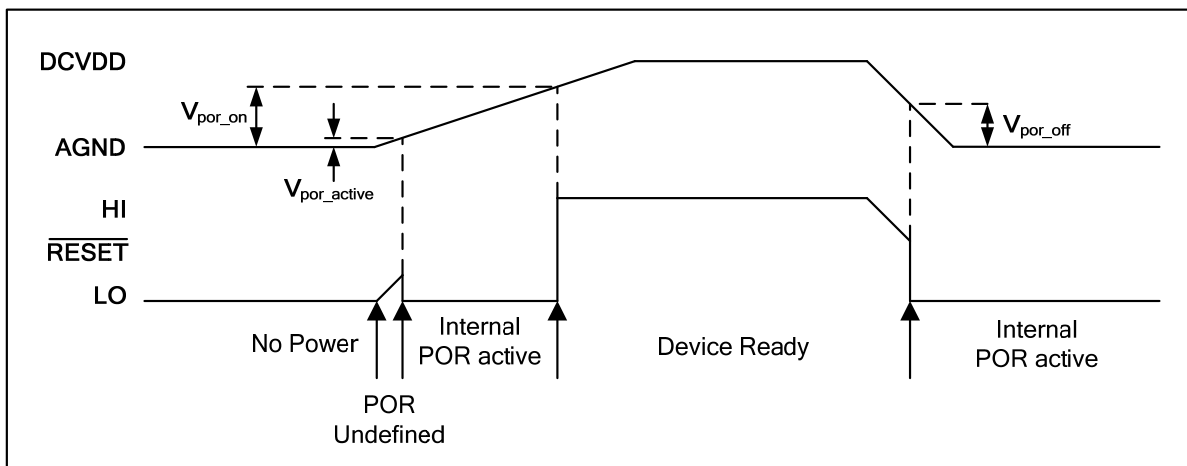 DCVDD
Vpor_on
AGND
Vpor_active
Vpor_off
HI
RESET
LO
No Power
Internal
POR active
Device Ready
Internal
POR active
POR
Undefined